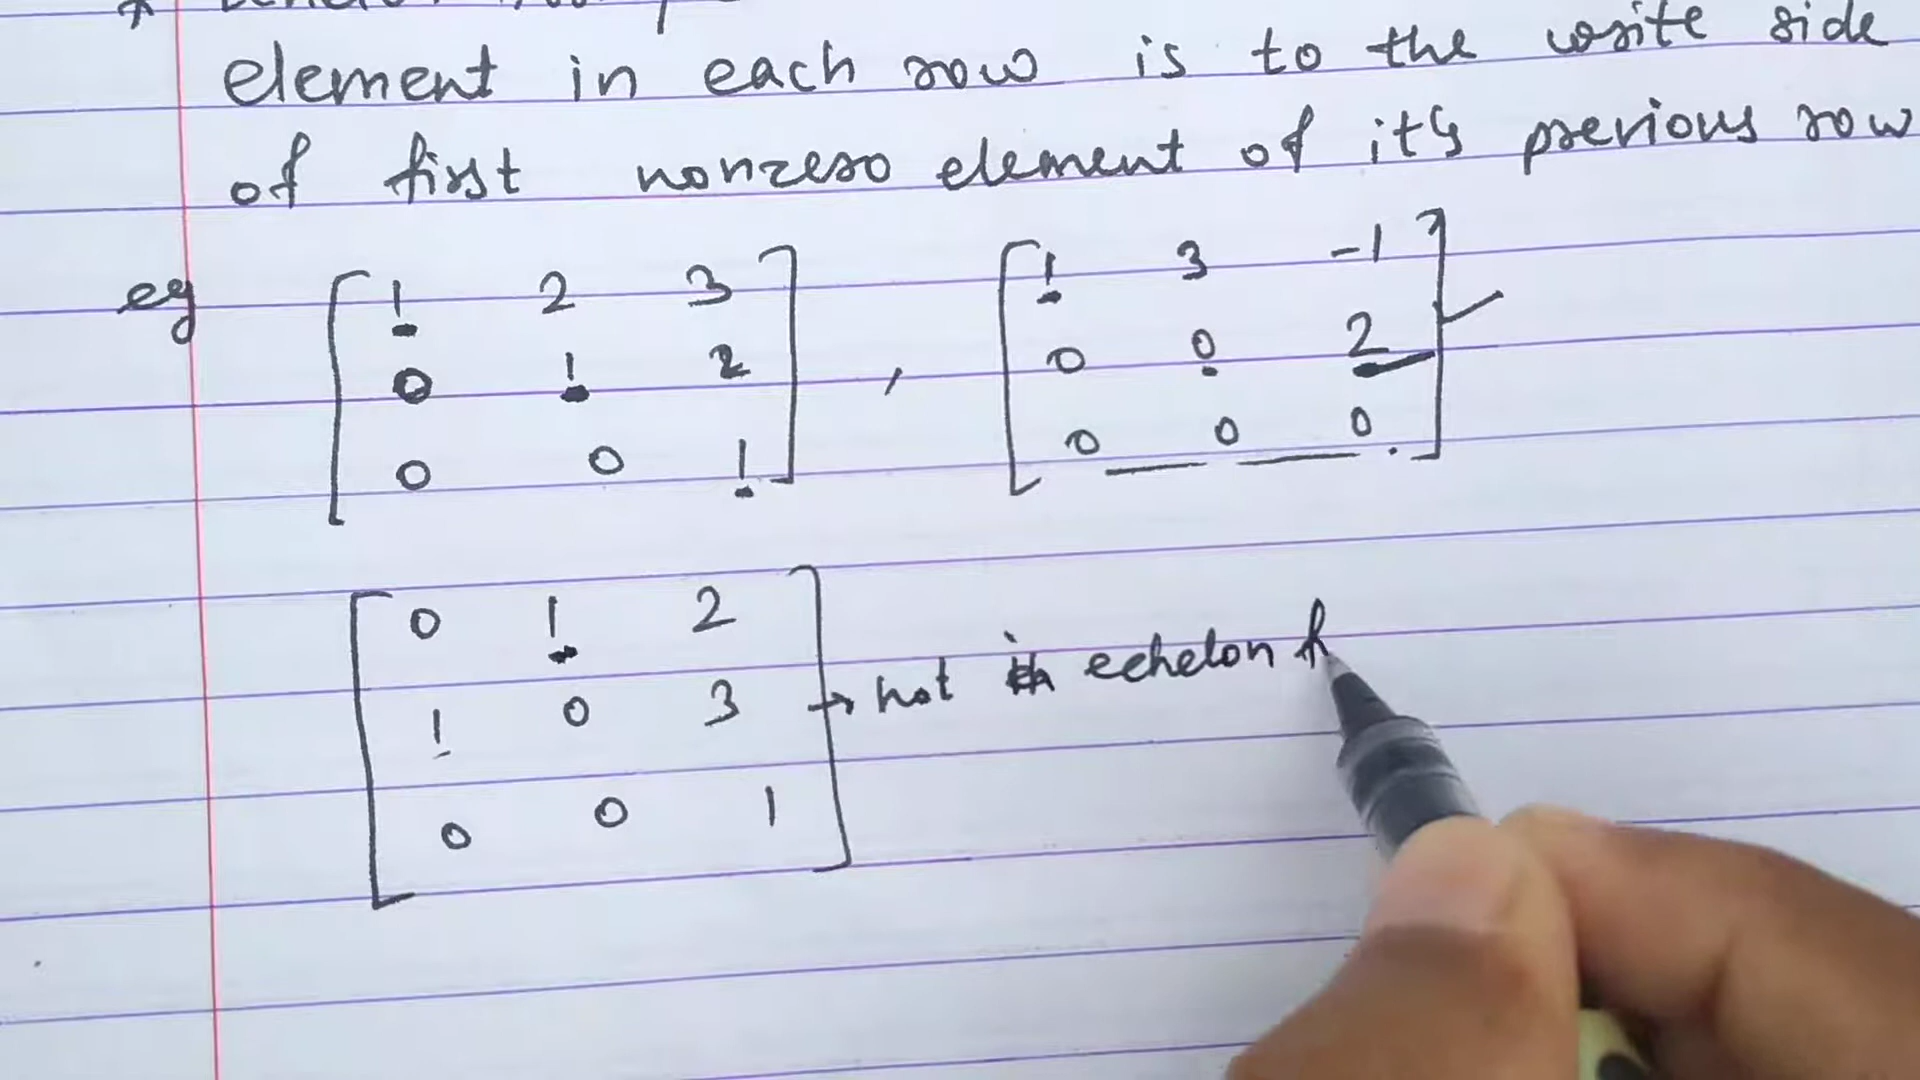 element in each row is to the write side
of first nonzero element of it's previous row
eg
1 2 3
0 1 2
0 0 1
,
1 3 -1
0 0 2
0 0 0
0 1 2
1 0 3
0 0 1
→ not in echelon f